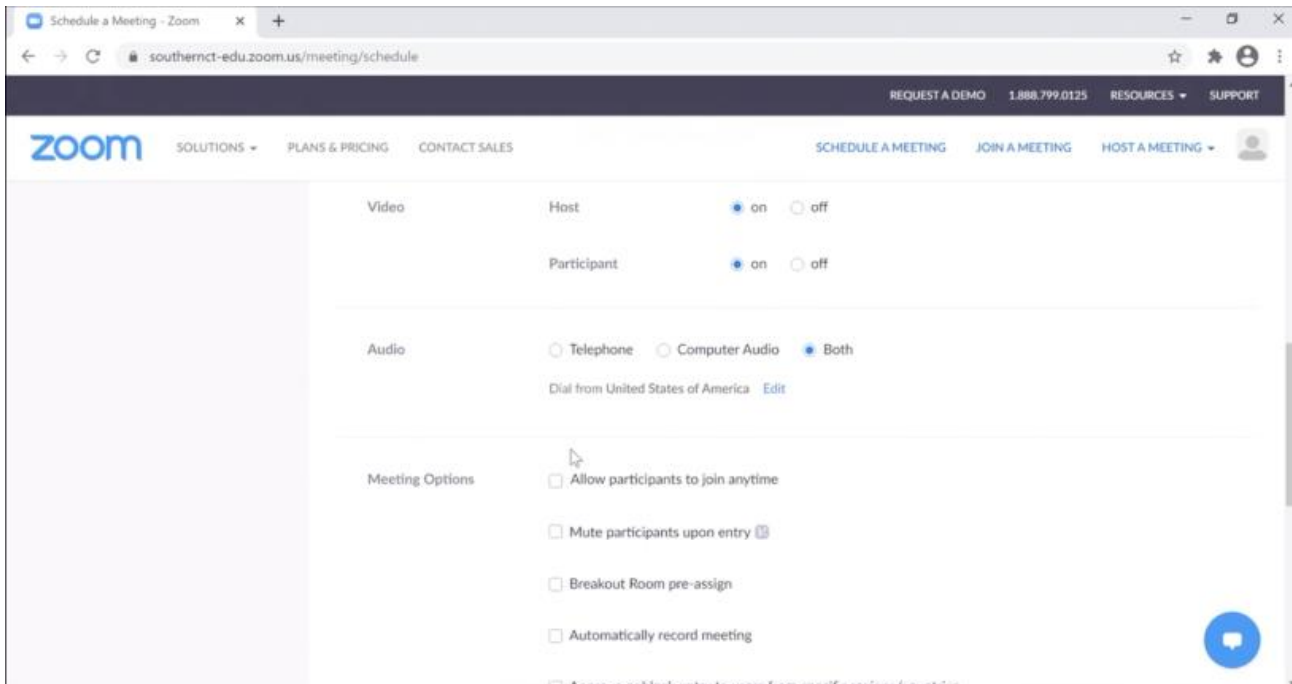 Schedule a Meeting - Zoom
southernct-edu.zoom.us/meeting/schedule
REQUEST A DEMO 1.888.799.0125 RESOURCES SUPPORT
zoom SOLUTIONS PLANS & PRICING CONTACT SALES SCHEDULE A MEETING JOIN A MEETING HOST A MEETING
Video Host on off
Participant on off
Audio Telephone Computer Audio Both
Dial from United States of America Edit
Meeting Options Allow participants to join anytime
Mute participants upon entry
Breakout Room pre-assign
Automatically record meeting